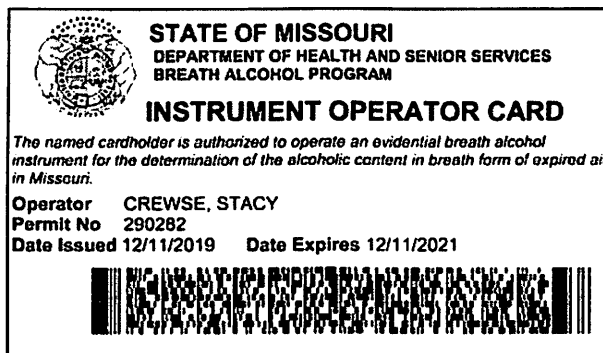 STATE OF MISSOURI
DEPARTMENT OF HEALTH AND SENIOR SERVICES
BREATH ALCOHOL PROGRAM
INSTRUMENT OPERATOR CARD
The named cardholder is authorized to operate an evidential breath alcohol
instrument for the determination of the alcoholic content in breath form of expired ai
in Missouri.
Operator CREWSE, STACY
Permit No 290282
Date Issued 12/11/2019 Date Expires 12/11/2021